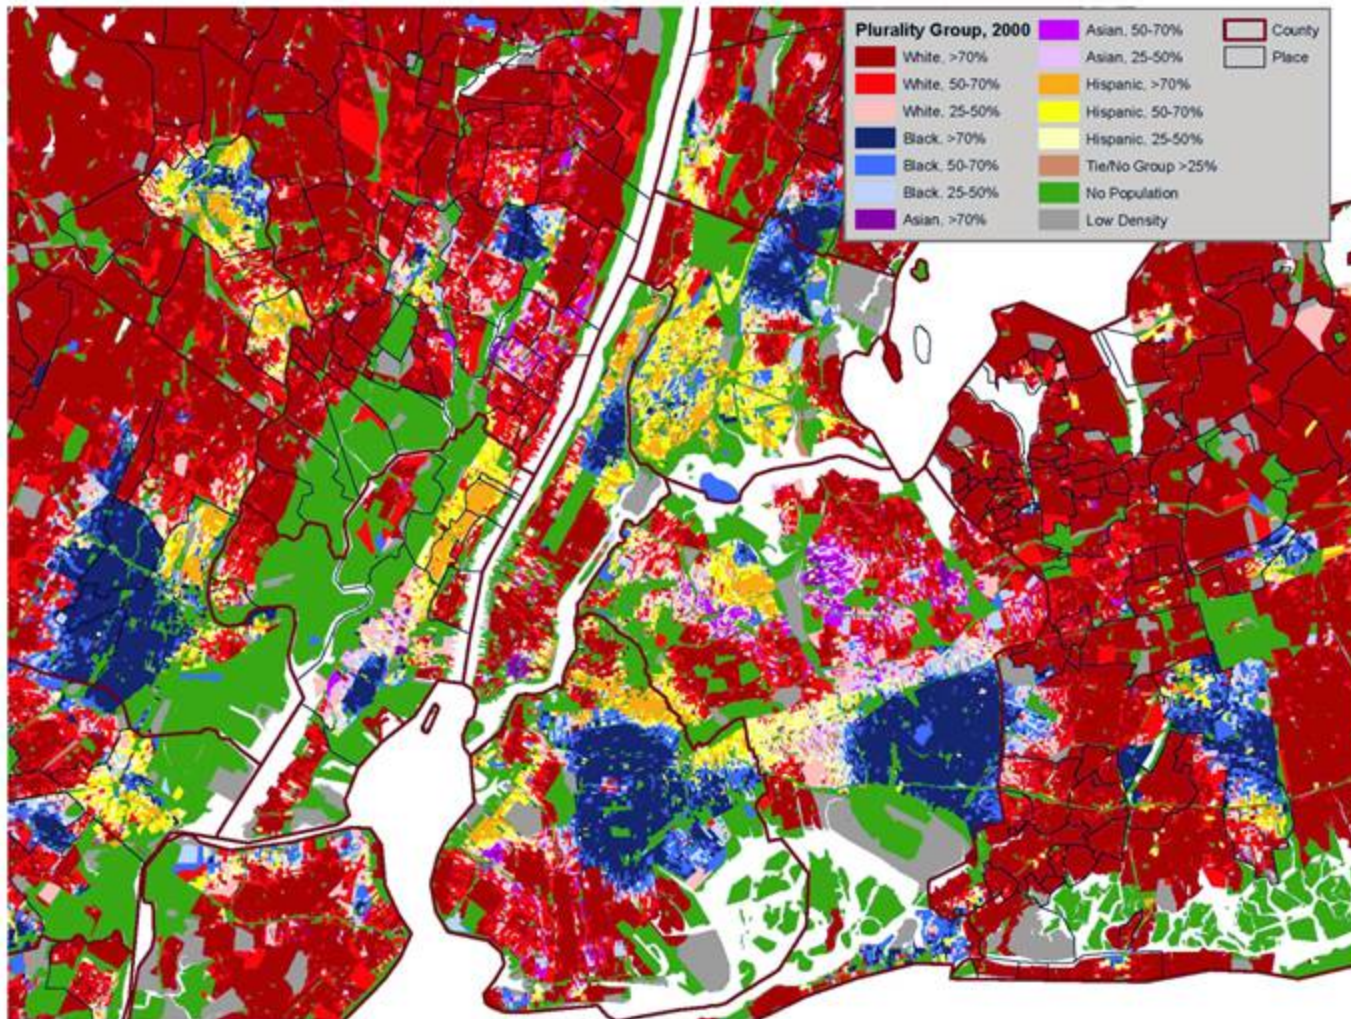 Plurality Group, 2000
White, >70%
White, 50-70%
White, 25-50%
Black, >70%
Black, 50-70%
Black, 25-50%
Asian, >70%
Asian, 50-70%
Asian, 25-50%
Hispanic, >70%
Hispanic, 50-70%
Hispanic, 25-50%
Tie/No Group >25%
No Population
Low Density
County
Place